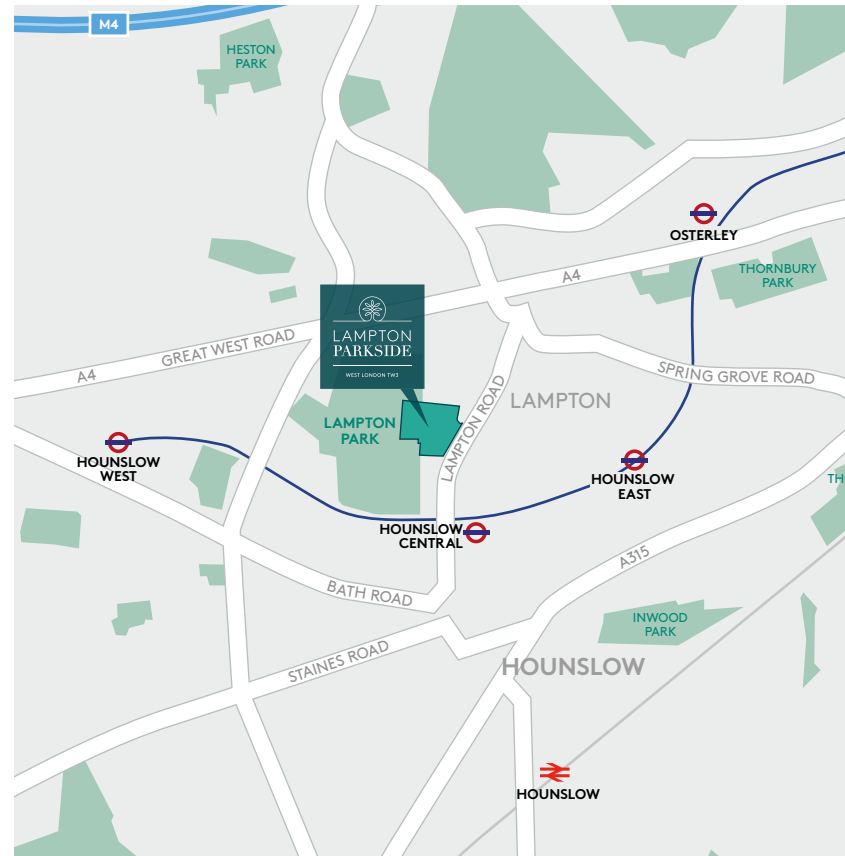 M4
HESTON
PARK
OSTERLEY
THORNBURY
PARK
A4
LAMPTON
PARKSIDE
WEST LONDON TW3
GREAT WEST ROAD
A4
SPRING GROVE ROAD
LAMPTON
LAMPTON ROAD
LAMPTON
PARK
HOUNSLOW
WEST
HOUNSLOW
EAST
TH
HOUNSLOW
CENTRAL
A315
BATH ROAD
INWOOD
PARK
STAINES ROAD
HOUNSLOW
HOUNSLOW